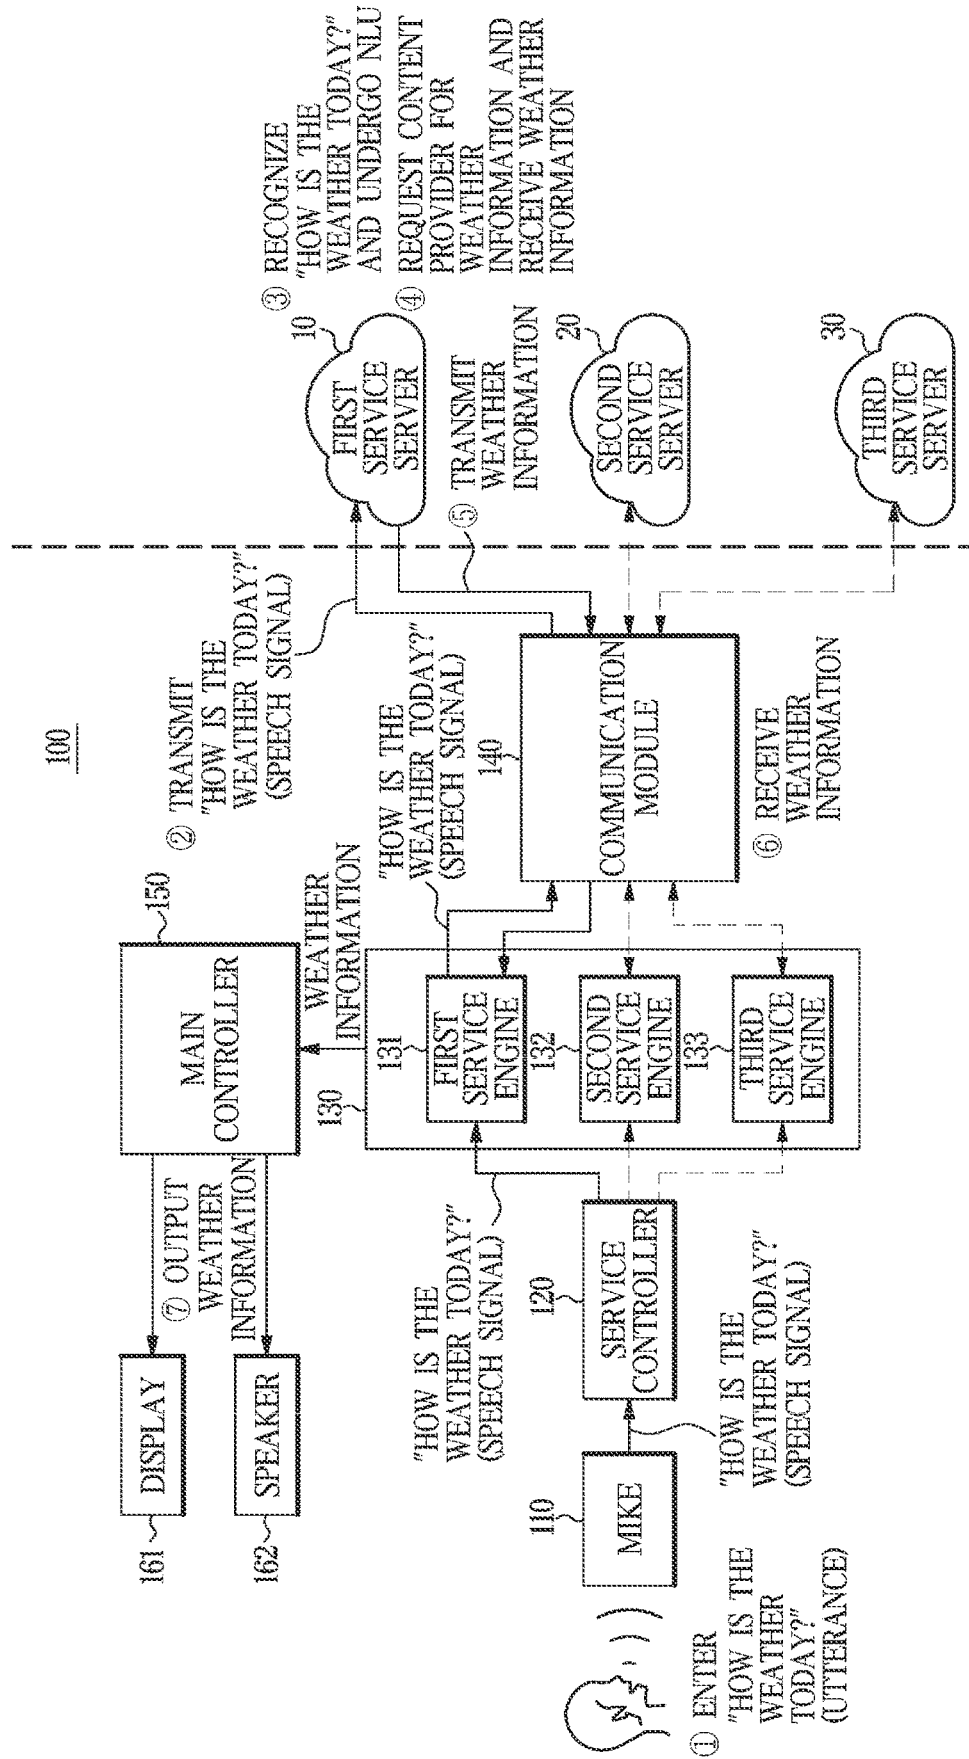 100
② TRANSMIT
"HOW IS THE
WEATHER TODAY?"
(SPEECH SIGNAL)
③ RECOGNIZE
"HOW IS THE
WEATHER TODAY?"
AND UNDERGO NLU
④ REQUEST CONTENT
PROVIDER FOR
WEATHER
INFORMATION AND
RECEIVE WEATHER
INFORMATION
161
DISPLAY
162
SPEAKER
⑦ OUTPUT
WEATHER
INFORMATION
150
MAIN
CONTROLLER
WEATHER
INFORMATION
10
FIRST
SERVICE
SERVER
⑤ TRANSMIT
WEATHER
INFORMATION
"HOW IS THE
WEATHER TODAY?"
(SPEECH SIGNAL)
130
131
FIRST
SERVICE
ENGINE
"HOW IS THE
WEATHER TODAY?"
(SPEECH SIGNAL)
140
COMMUNICATION
MODULE
20
SECOND
SERVICE
SERVER
110
MIKE
120
SERVICE
CONTROLLER
132
SECOND
SERVICE
ENGINE
133
THIRD
SERVICE
ENGINE
① ENTER
"HOW IS THE
WEATHER
TODAY?"
(UTTERANCE)
"HOW IS THE
WEATHER TODAY?"
(SPEECH SIGNAL)
⑥ RECEIVE
WEATHER
INFORMATION
30
THIRD
SERVICE
SERVER